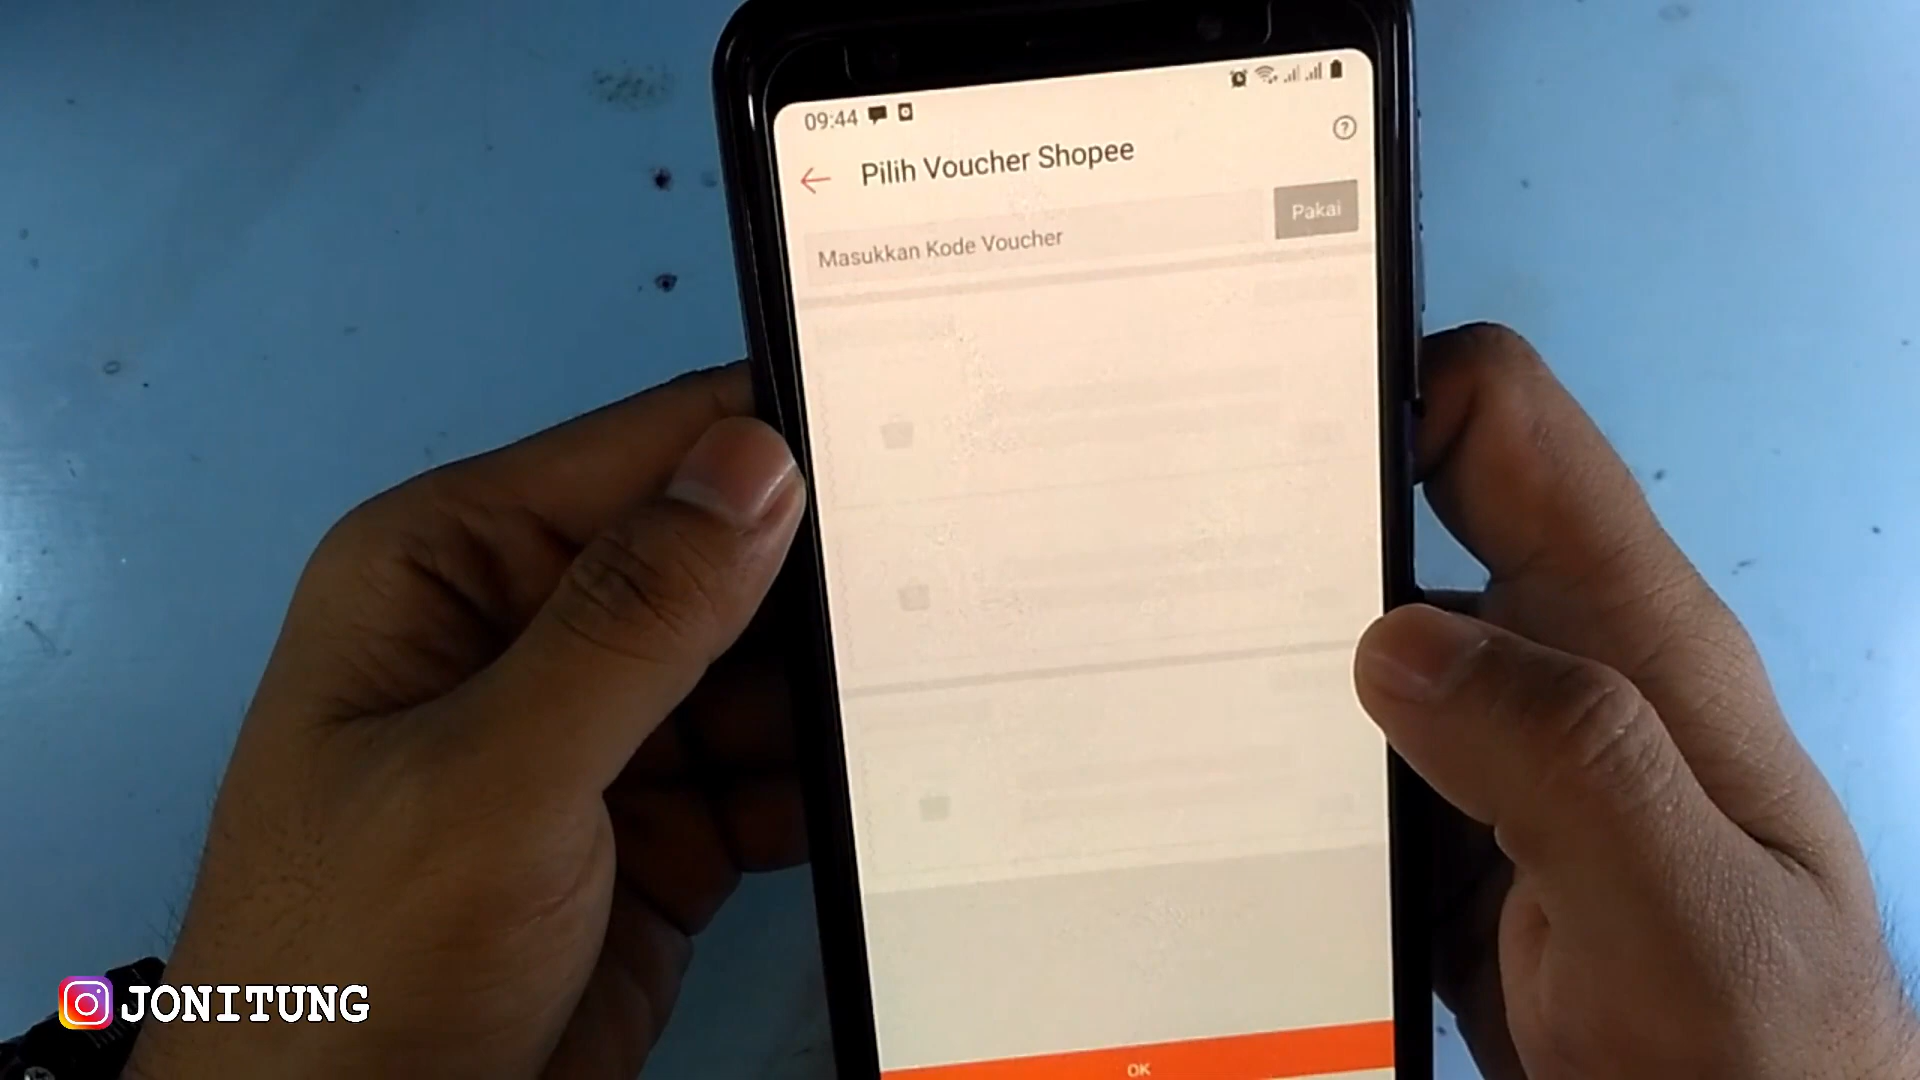 09:44
Pilih Voucher Shopee
Masukkan Kode Voucher
Pakai
OK
JONITUNG